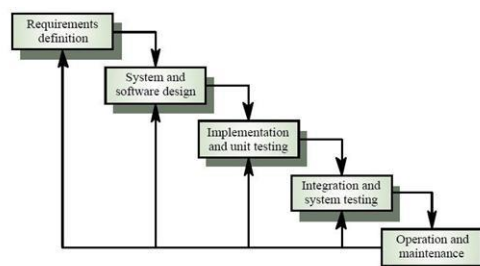 Requirements
definition
System and
software design
Implementation
and unit testing
Integration and
system testing
Operation and
maintenance